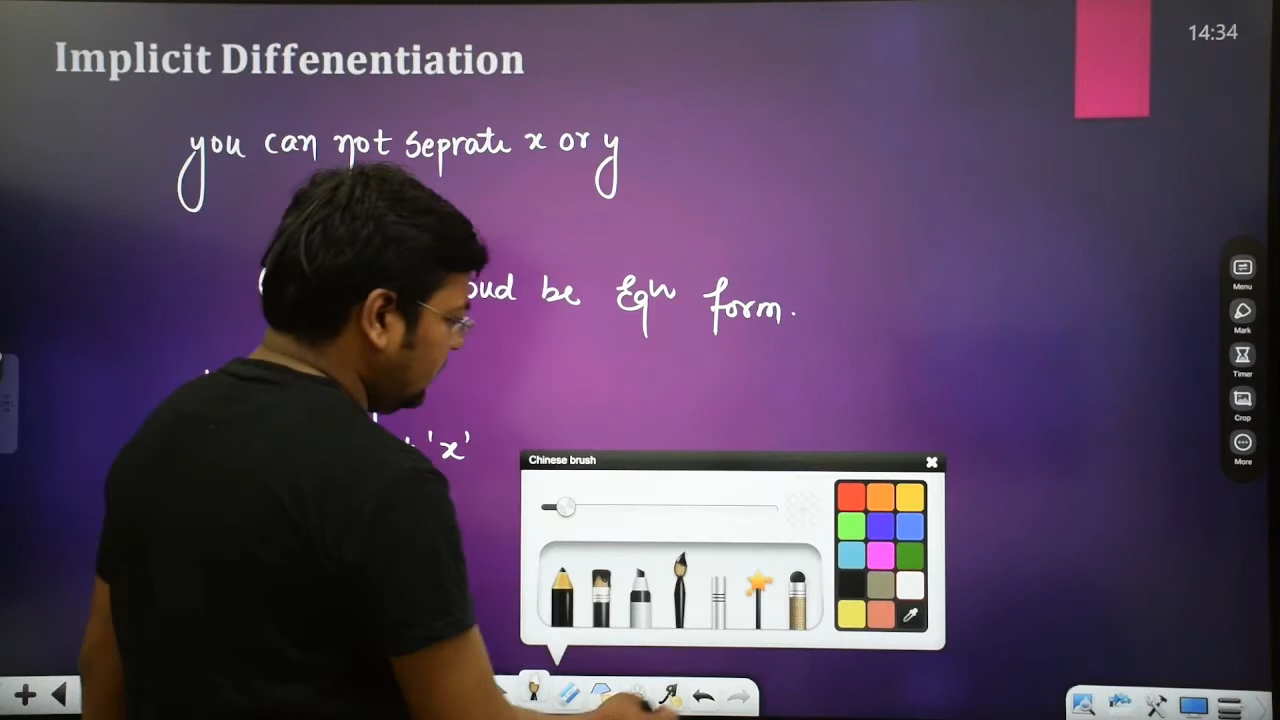 Implicit Diffenentiation
14:34
you can not seprate x or y
be Eqn form.
'x'
Chinese brush
Menu
Mark
Timer
Crop
More